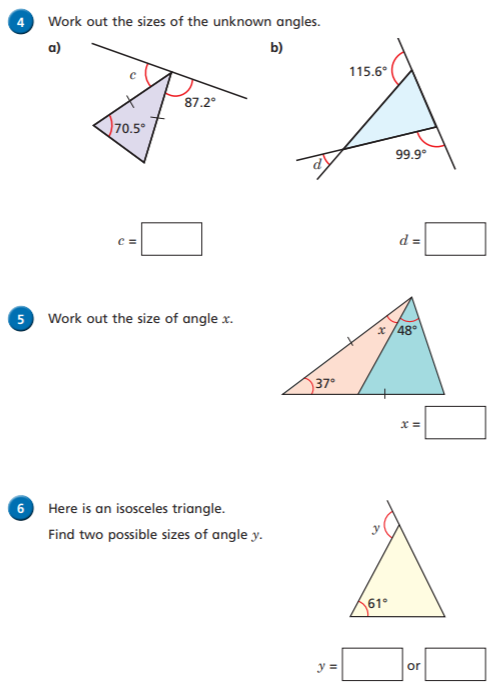 4 Work out the sizes of the unknown angles.
a) b)
c 87.2° 70.5°
115.6° 99.9° d
c = d =
5 Work out the size of angle x.
x 48°
37°
x =
6 Here is an isosceles triangle.
Find two possible sizes of angle y.
y
61°
y = or